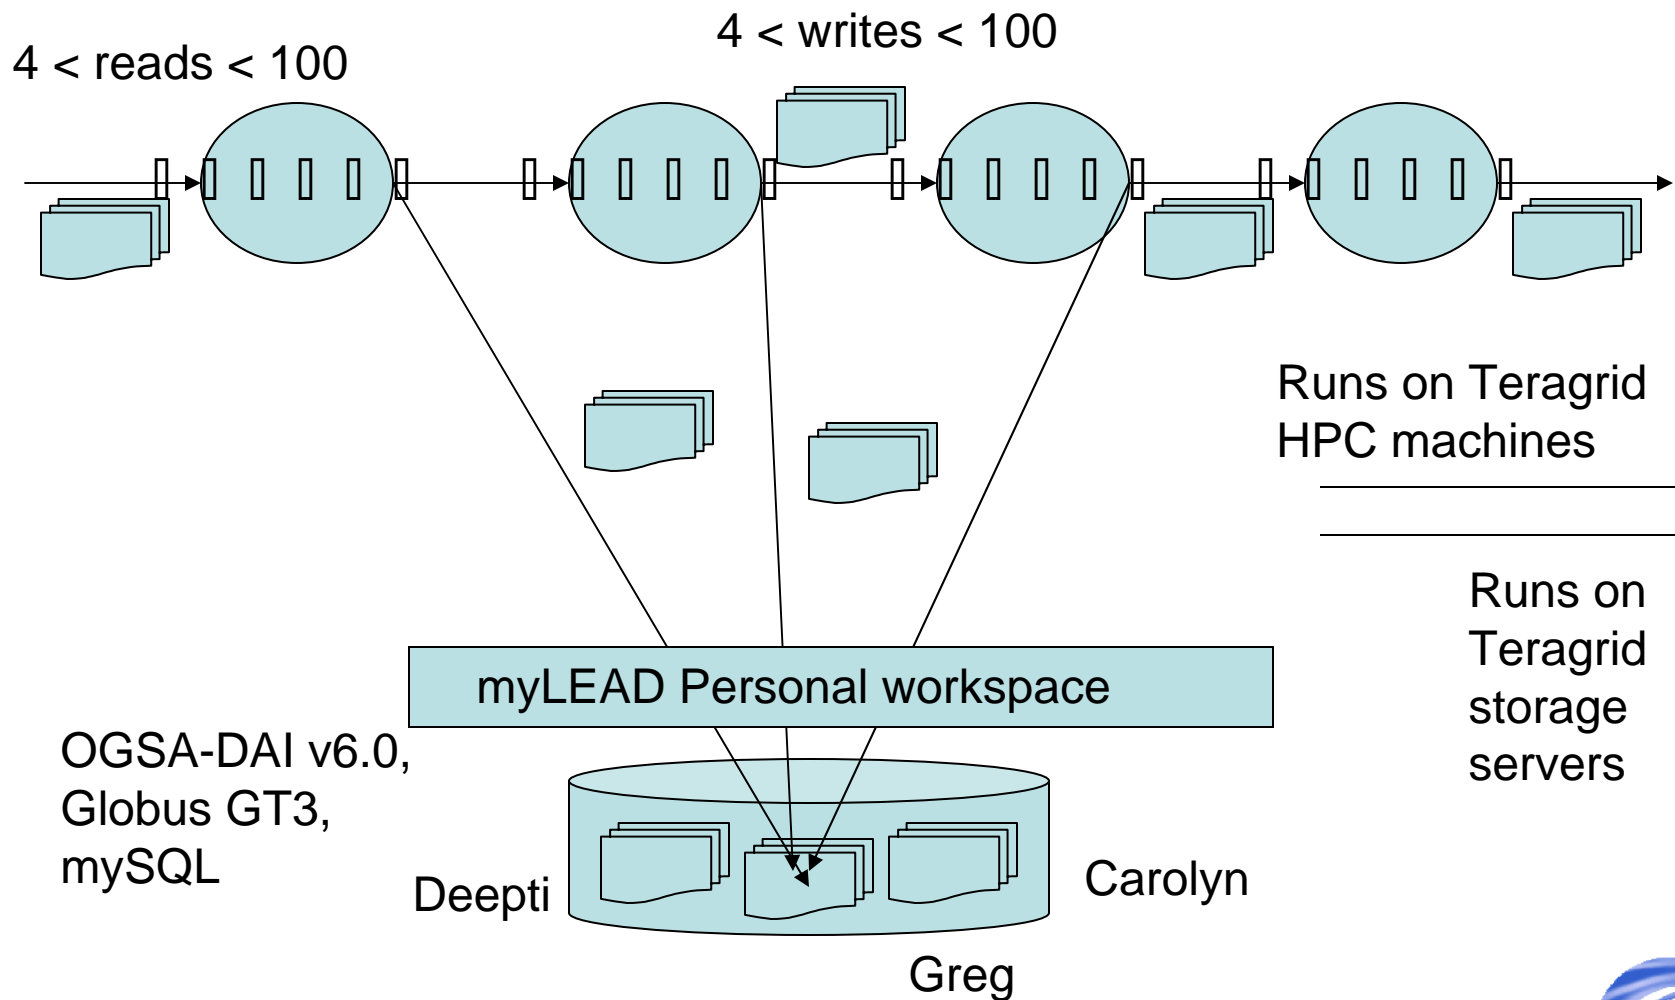 4 < writes < 100
4 < reads < 100
Runs on Teragrid
HPC machines
Runs on
Teragrid
storage
servers
myLEAD Personal workspace
OGSA-DAI v6.0,
Globus GT3,
mySQL
Deepti
Carolyn
Greg